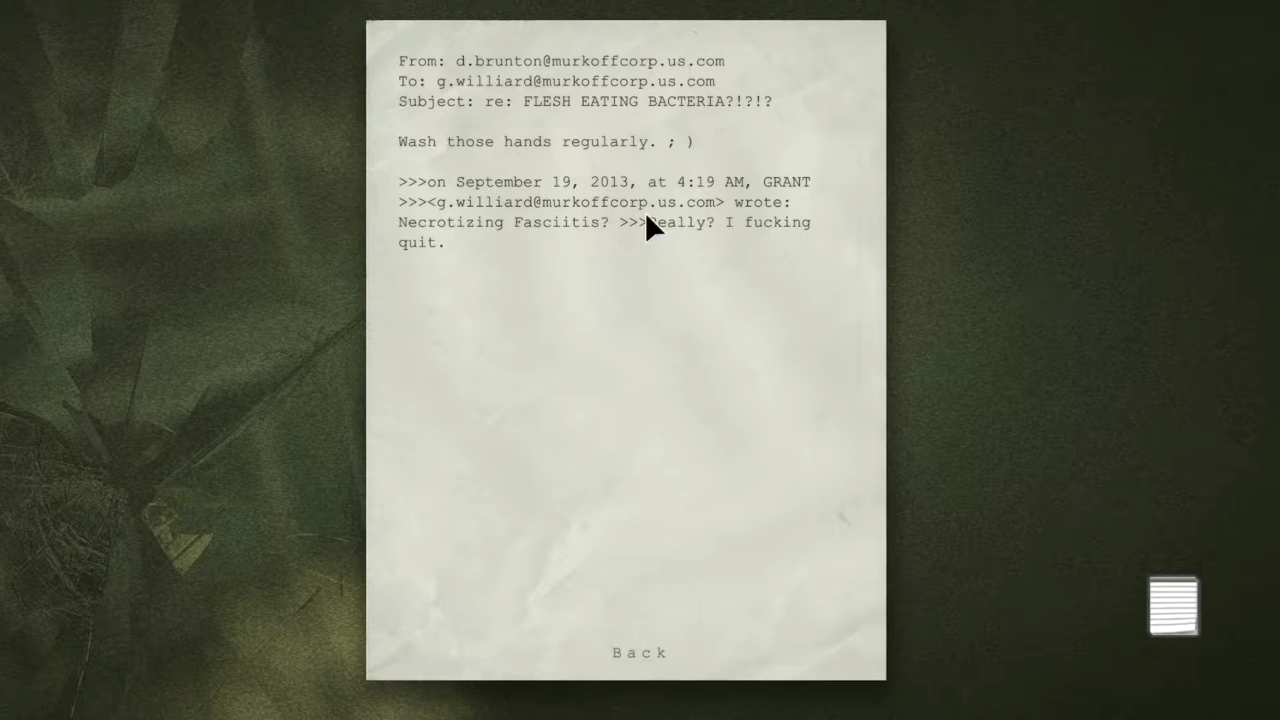 From: d.brunton@murkoffcorp.us.com
To: g.williard@murkoffcorp.us.com
Subject: re: FLESH EATING BACTERIA?!?!?
Wash those hands regularly. ; )
>>>on September 19, 2013, at 4:19 AM, GRANT
>>><g.williard@murkoffcorp.us.com> wrote:
Necrotizing Fasciitis? >>>Really? I fucking
quit.
Back